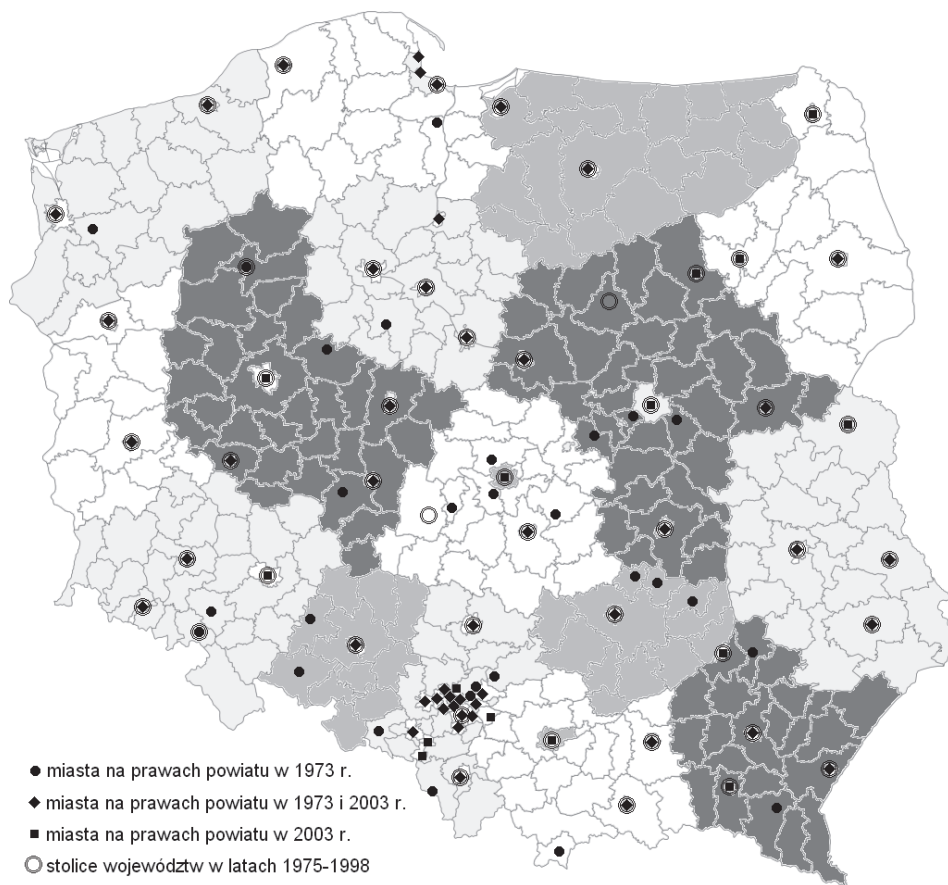 miasta na prawach powiatu w 1973 r.
miasta na prawach powiatu w 1973 i 2003 r.
miasta na prawach powiatu w 2003 r.
stolice województw w latach 1975-1998